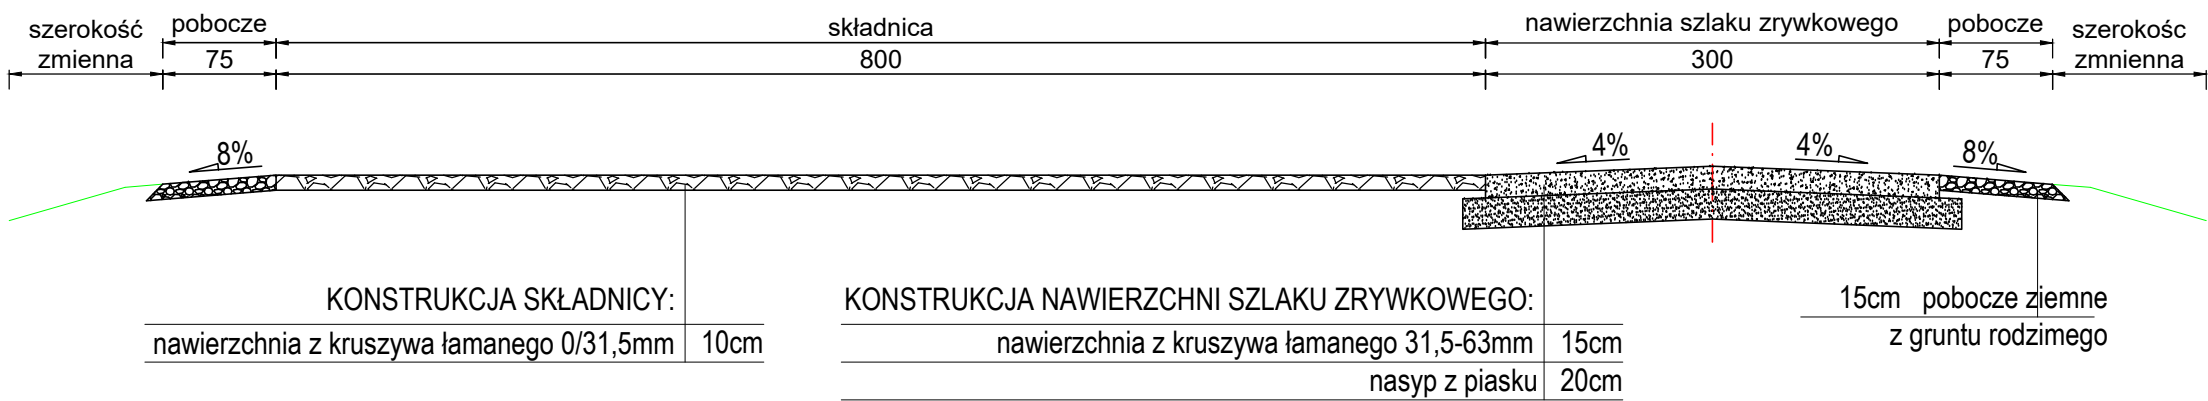 szerokość
zmienna
pobocze
75
składnica
800
nawierzchnia szlaku zrywkowego
300
pobocze
75
szerokośc
zmnienna
8%
4%
4%
8%
KONSTRUKCJA SKŁADNICY:
nawierzchnia z kruszywa łamanego 0/31,5mm 10cm
KONSTRUKCJA NAWIERZCHNI SZLAKU ZRYWKOWEGO:
nawierzchnia z kruszywa łamanego 31,5-63mm 15cm
nasyp z piasku 20cm
15cm pobocze ziemne
z gruntu rodzimego